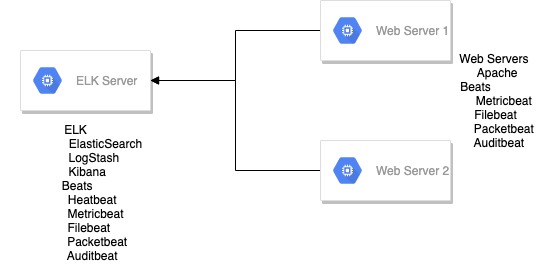 Web Server 1
ELK Server
Web Servers
Apache
Beats
Metricbeat
Filebeat
Packetbeat
Auditbeat
ELK
ElasticSearch
LogStash
Kibana
Beats
Heatbeat
Metricbeat
Filebeat
Packetbeat
Auditbeat
Web Server 2